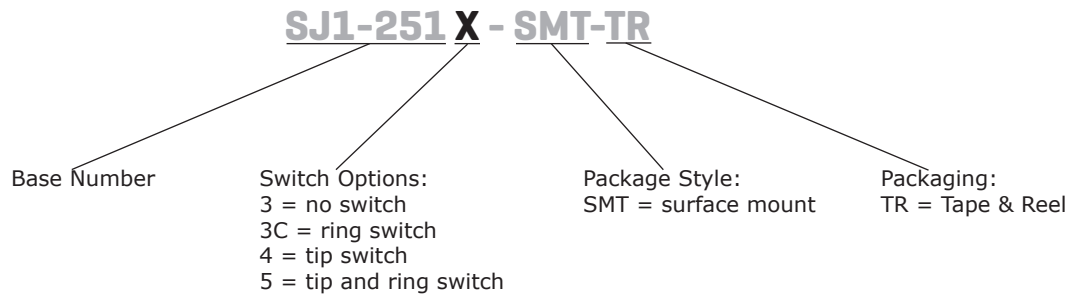 SJ1-251 X - SMT-TR
Base Number
Switch Options:
3 = no switch
3C = ring switch
4 = tip switch
5 = tip and ring switch
Package Style:
SMT = surface mount
Packaging:
TR = Tape & Reel